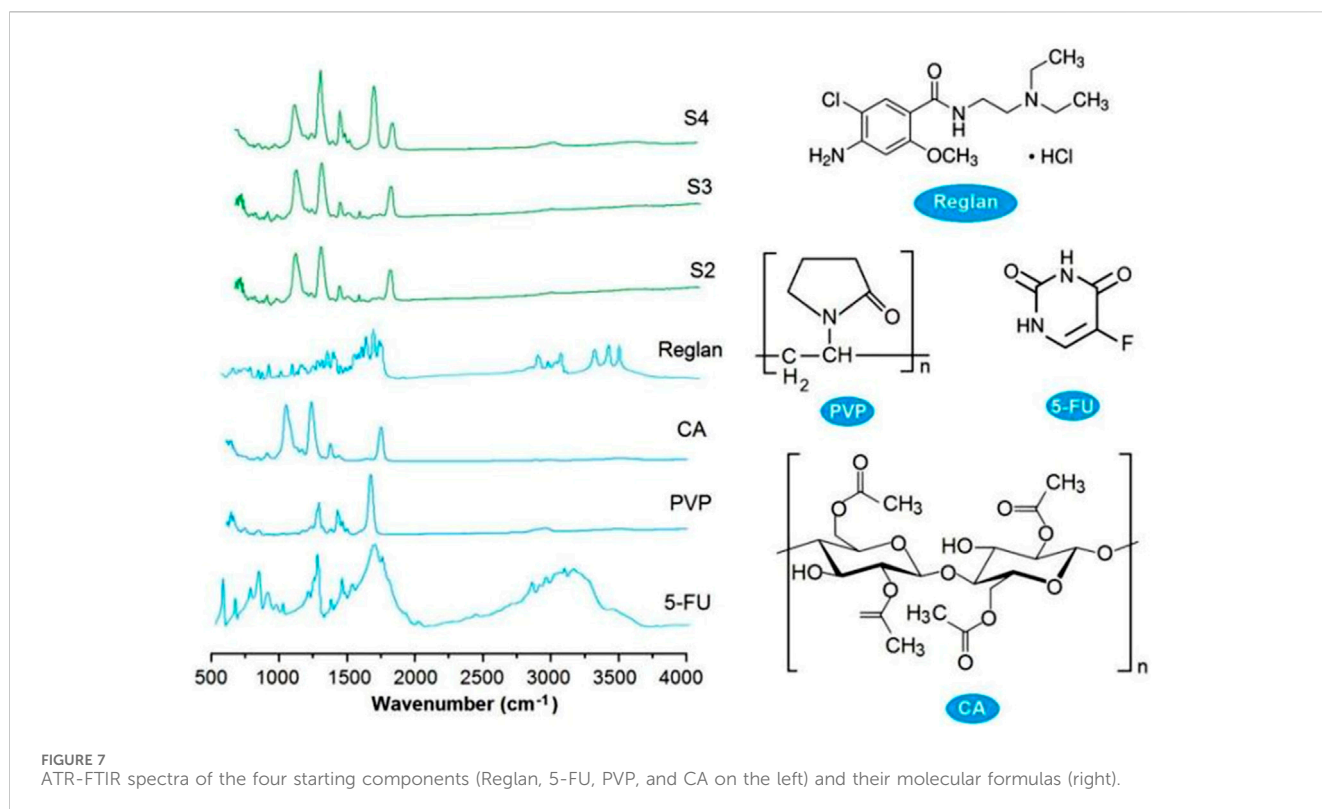 S4
S3
S2
Reglan
CA
PVP
5-FU
500 1000 1500 2000 2500 3000 3500 4000
Wavenumber (cm⁻¹)
O
CH₃
Cl
N
N
H
CH₃
H₂N
OCH₃
• HCl
Reglan
N
O
C
H₂
CH
n
PVP
H
N
O
O
HN
F
5-FU
O
CH₃
O
O
CH₃
O
O
HO
O
HO
O
O
O
O
H₃C
O
CH₃
O
n
CA
FIGURE 7
ATR-FTIR spectra of the four starting components (Reglan, 5-FU, PVP, and CA on the left) and their molecular formulas (right).